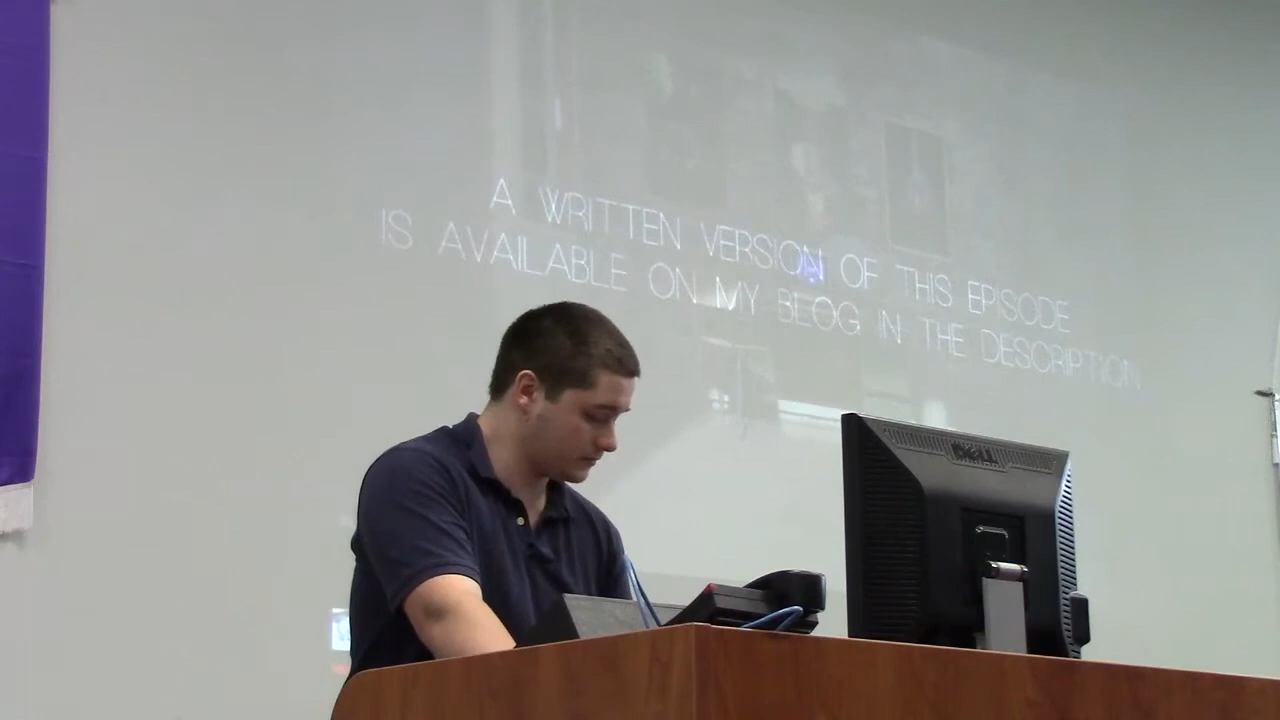 A WRITTEN VERSION OF THIS EPISODE
IS AVAILABLE ON MY BLOG IN THE DESCRIPTION
DELL